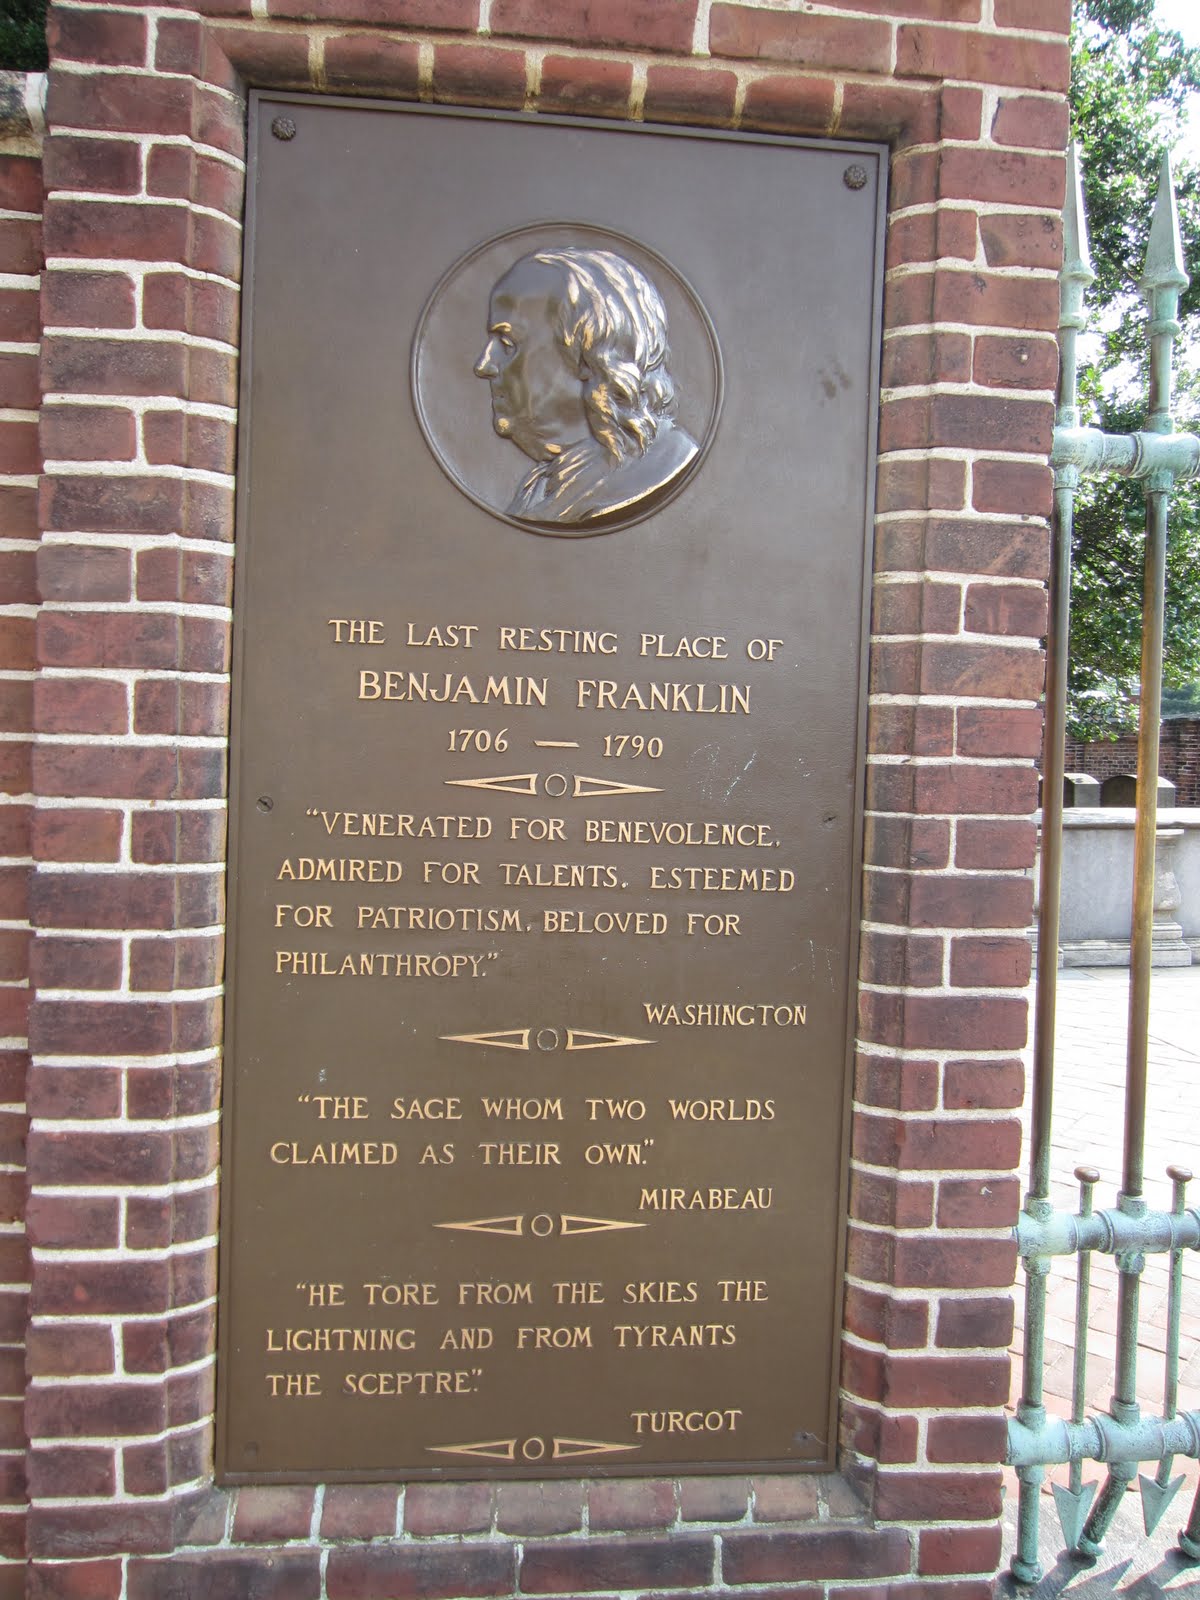 THE LAST RESTING PLACE OF
BENJAMIN FRANKLIN
1706 — 1790
"VENERATED FOR BENEVOLENCE,
ADMIRED FOR TALENTS, ESTEEMED
FOR PATRIOTISM, BELOVED FOR
PHILANTHROPY."
WASHINGTON
"THE SAGE WHOM TWO WORLDS
CLAIMED AS THEIR OWN."
MIRABEAU
"HE TORE FROM THE SKIES THE
LIGHTNING AND FROM TYRANTS
THE SCEPTRE."
TURGOT